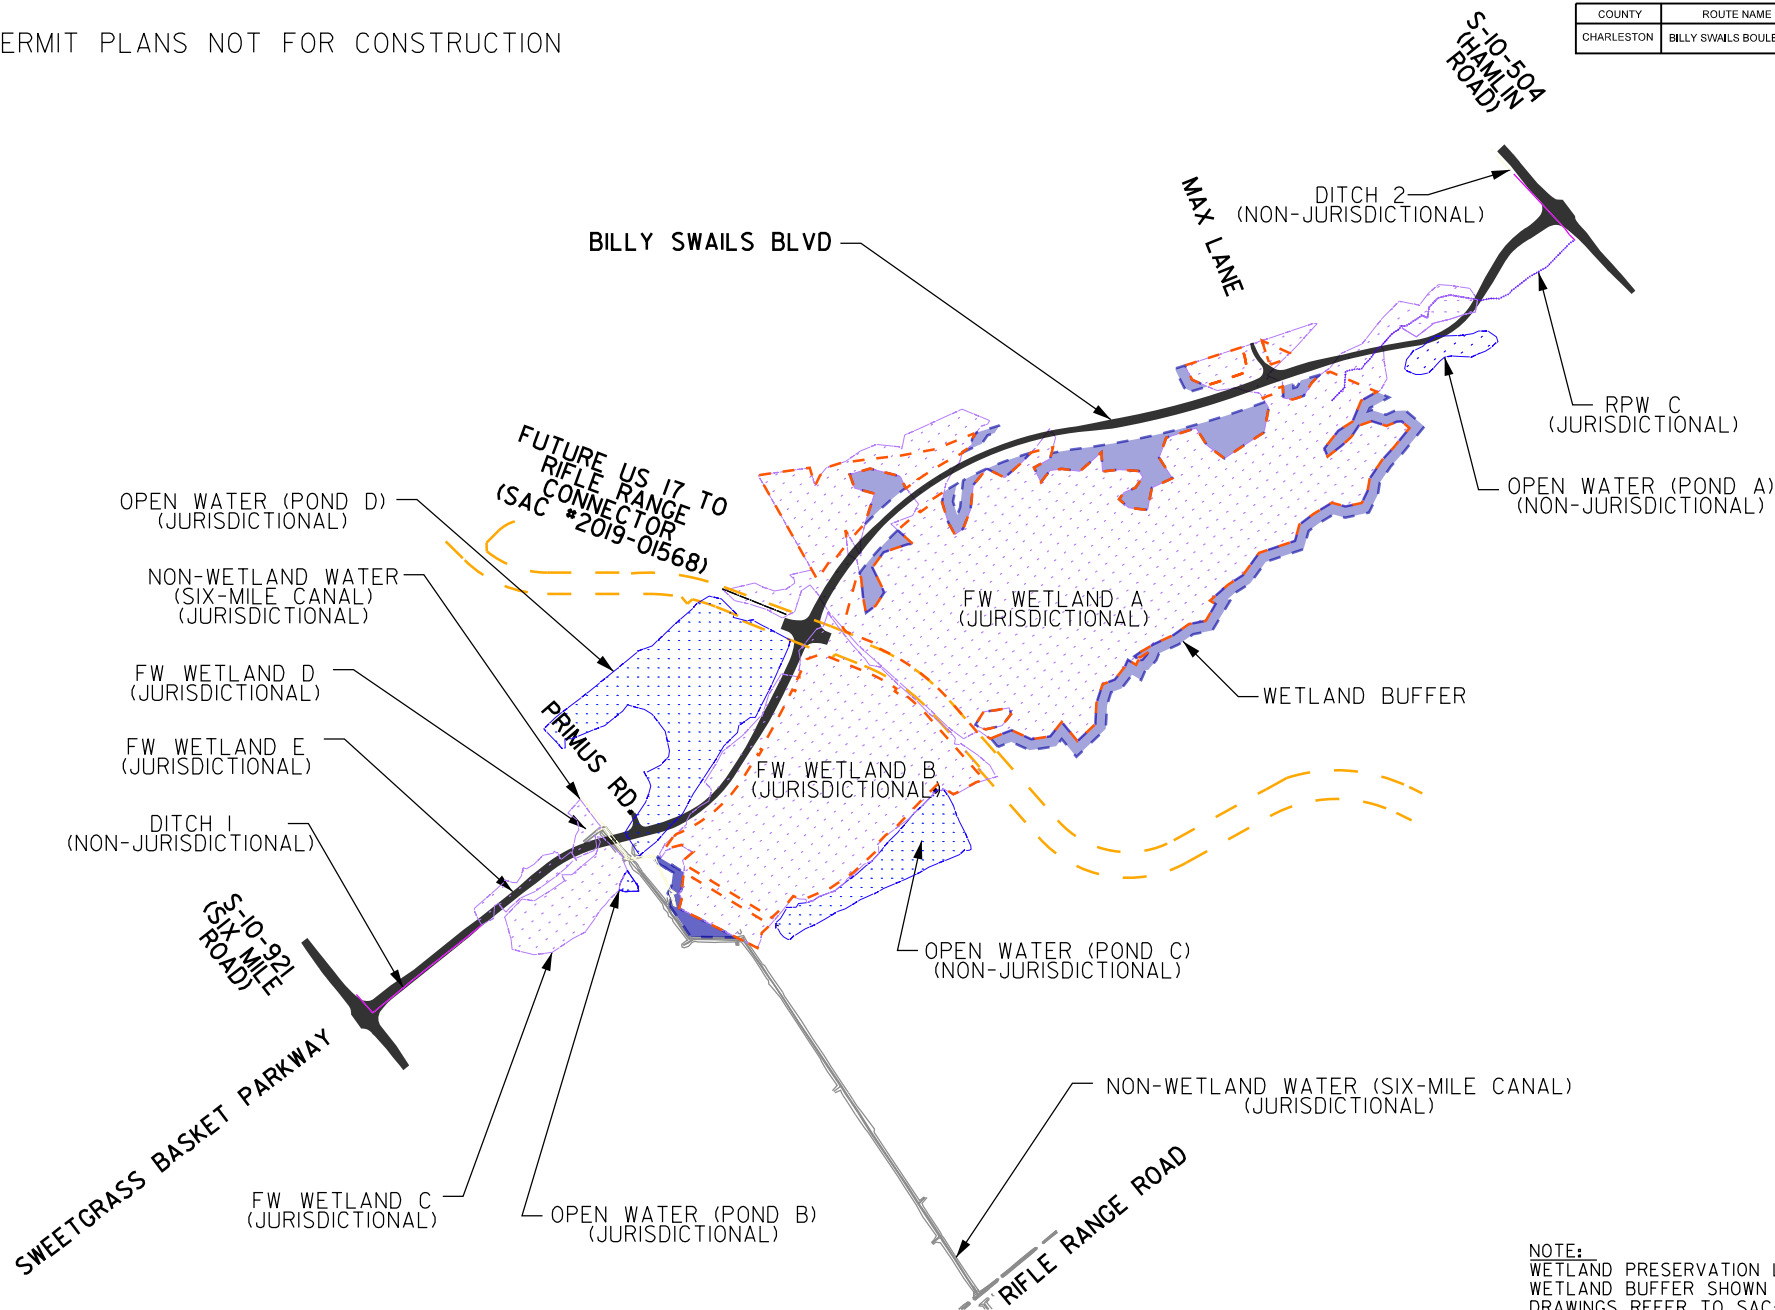 ERMIT PLANS NOT FOR CONSTRUCTION
COUNTY
ROUTE NAME
CHARLESTON
BILLY SWAILS BOULE
S-10-504
(HAMLIN
ROAD)
DITCH 2
(NON-JURISDICTIONAL)
MAX LANE
BILLY SWAILS BLVD
RPW C
(JURISDICTIONAL)
OPEN WATER (POND A)
(NON-JURISDICTIONAL)
FUTURE US 17 TO
RIFLE RANGE
CONNECTOR
(SAC #2019-01568)
OPEN WATER (POND D)
(JURISDICTIONAL)
NON-WETLAND WATER
(SIX-MILE CANAL)
(JURISDICTIONAL)
FW WETLAND A
(JURISDICTIONAL)
FW WETLAND D
(JURISDICTIONAL)
WETLAND BUFFER
PRIMUS RD
FW WETLAND E
(JURISDICTIONAL)
FW WETLAND B
(JURISDICTIONAL)
DITCH 1
(NON-JURISDICTIONAL)
S-10-921
(SIX MILE
ROAD)
OPEN WATER (POND C)
(NON-JURISDICTIONAL)
SWEETGRASS BASKET PARKWAY
NON-WETLAND WATER (SIX-MILE CANAL)
(JURISDICTIONAL)
FW WETLAND C
(JURISDICTIONAL)
OPEN WATER (POND B)
(JURISDICTIONAL)
RIFLE RANGE ROAD
NOTE:
WETLAND PRESERVATION
WETLAND BUFFER SHOWN
DRAWINGS REFER TO SAC